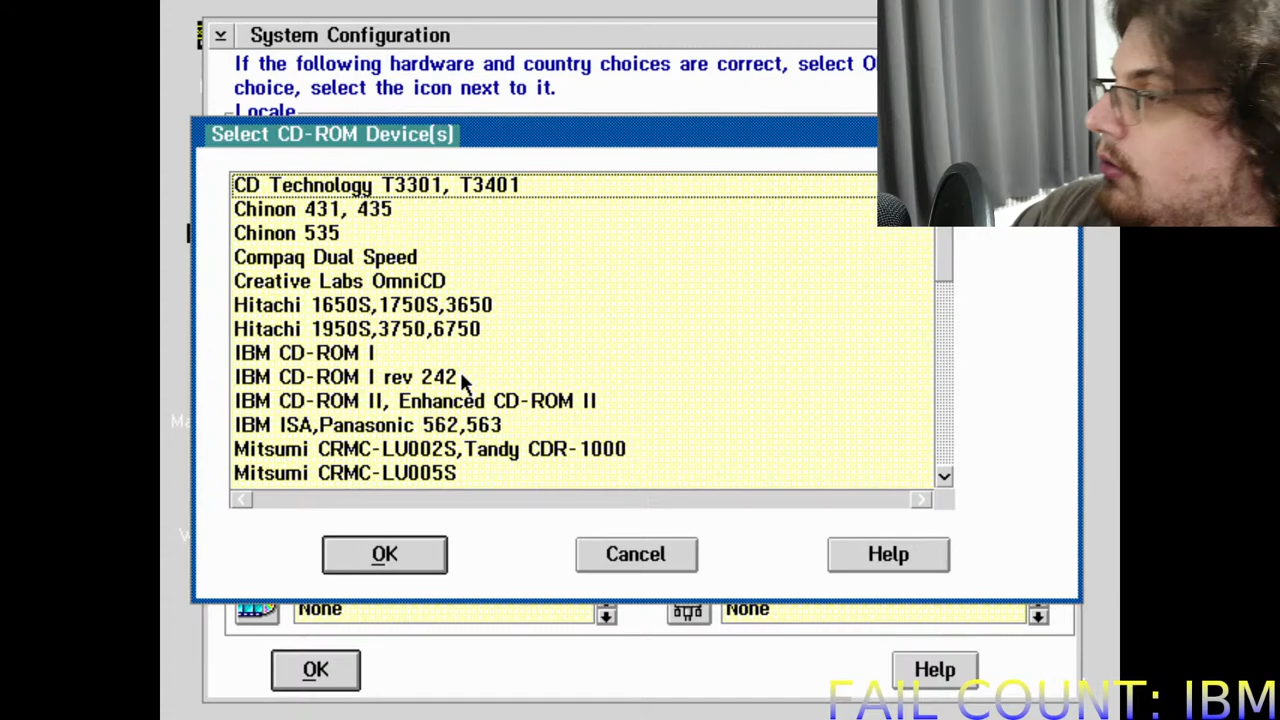 System Configuration
If the following hardware and country choices are correct, select O
choice, select the icon next to it.
Locale
Select CD-ROM Device(s)
CD Technology T3301, T3401
Chinon 431, 435
Chinon 535
Compaq Dual Speed
Creative Labs OmniCD
Hitachi 1650S,1750S,3650
Hitachi 1950S,3750,6750
IBM CD-ROM I
IBM CD-ROM I rev 242
IBM CD-ROM II, Enhanced CD-ROM II
IBM ISA,Panasonic 562,563
Mitsumi CRMC-LU002S,Tandy CDR-1000
Mitsumi CRMC-LU005S
OK Cancel Help
None None
OK Help
FAIL COUNT: IBM